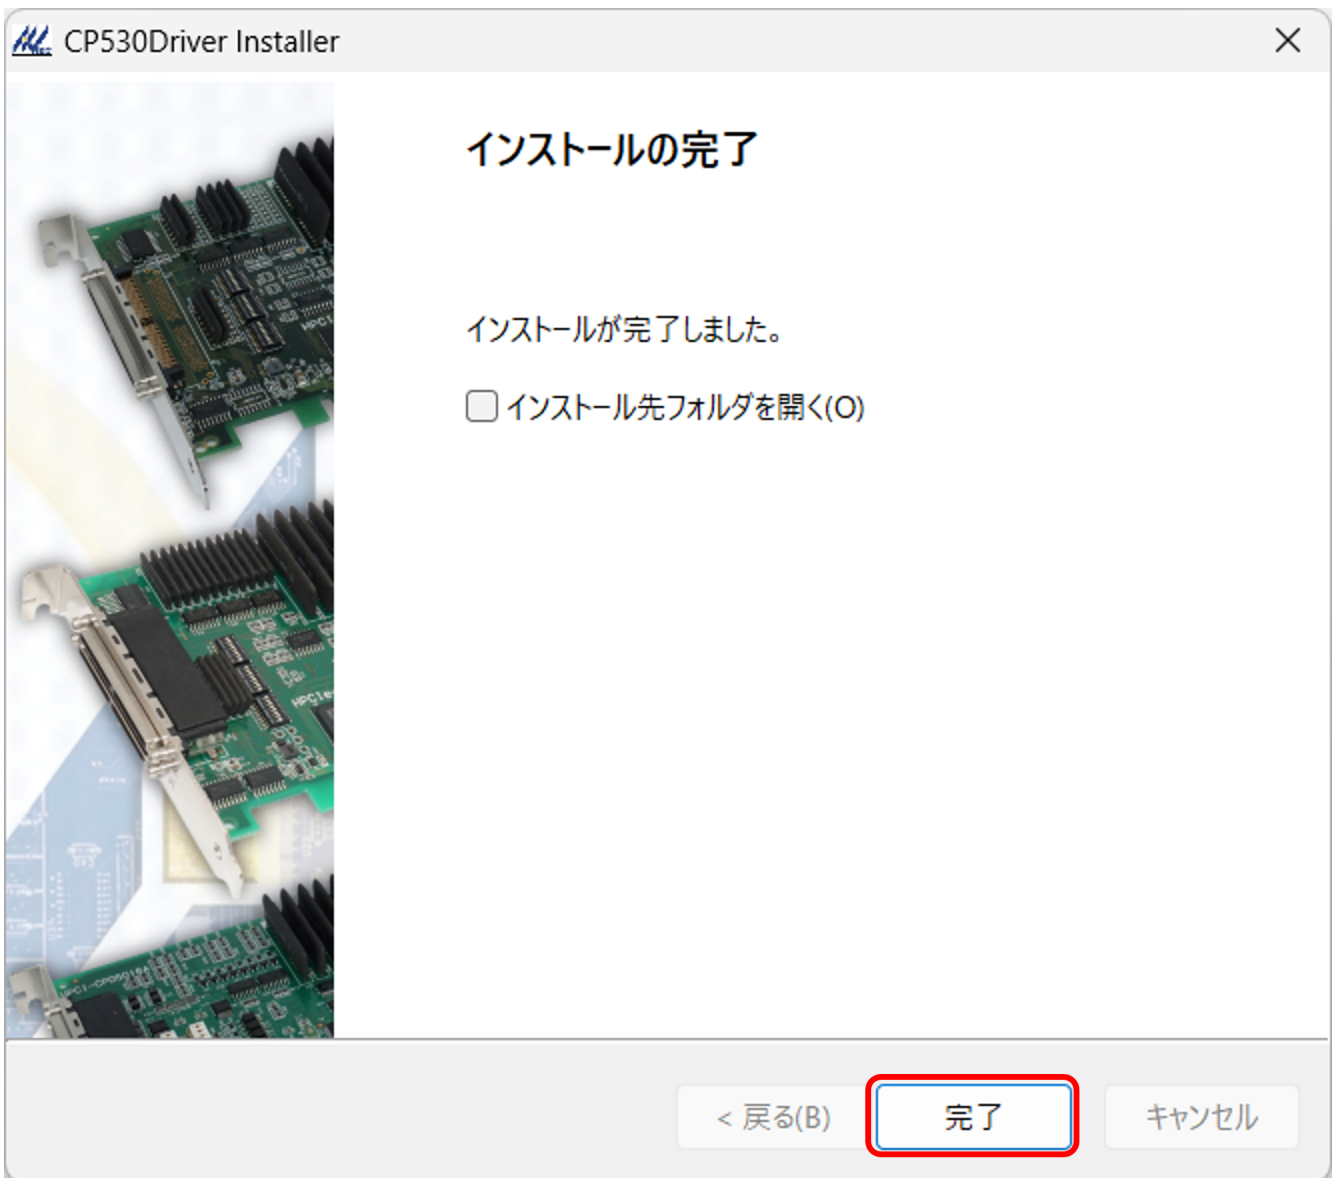 CP530Driver Installer
インストールの完了
インストールが完了しました。
インストール先フォルダを開く(O)
< 戻る(B)
完了
キャンセル